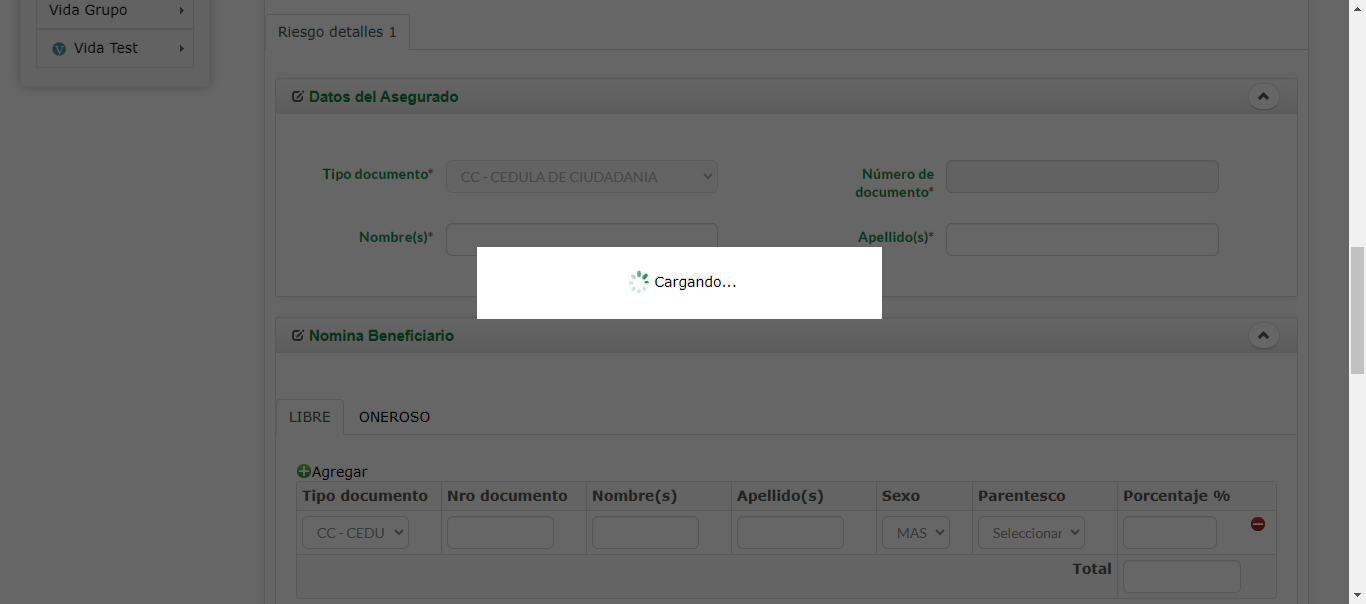 Vida Grupo
Vida Test
Riesgo detalles 1
Datos del Asegurado
Tipo documento* CC - CEDULA DE CIUDADANIA Número de documento*
Nombre(s)* Apellido(s)*
Cargando...
Nomina Beneficiario
LIBRE ONEROSO
Agregar
Tipo documento Nro documento Nombre(s) Apellido(s) Sexo Parentesco Porcentaje %
CC - CEDU MAS Seleccionar
Total